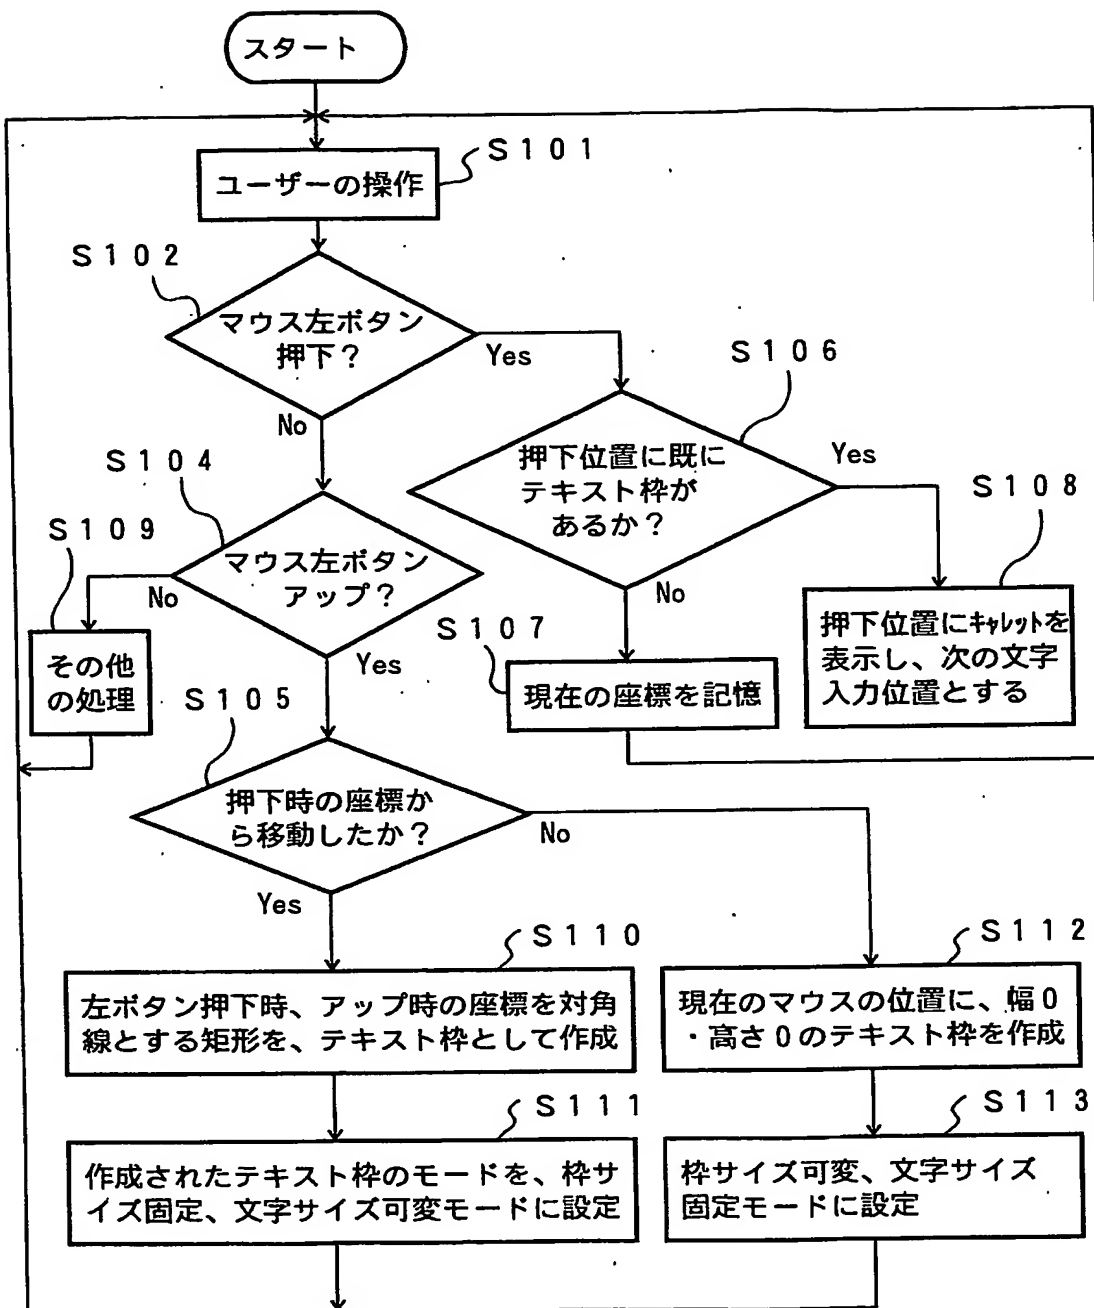 スタート
S101
ユーザーの操作
S102
マウス左ボタン
押下？
Yes
No
S106
押下位置に既に
テキスト枠が
あるか？
Yes
No
S104
マウス左ボタン
アップ？
No
Yes
S109
その他
の処理
S108
押下位置にｷｬﾚｯﾄを
表示し、次の文字
入力位置とする
S107
現在の座標を記憶
S105
押下時の座標か
ら移動したか？
No
Yes
S110
左ボタン押下時、アップ時の座標を対角
線とする矩形を、テキスト枠として作成
S112
現在のマウスの位置に、幅０
・高さ０のテキスト枠を作成
S111
作成されたテキスト枠のモードを、枠サ
イズ固定、文字サイズ可変モードに設定
S113
枠サイズ可変、文字サイズ
固定モードに設定